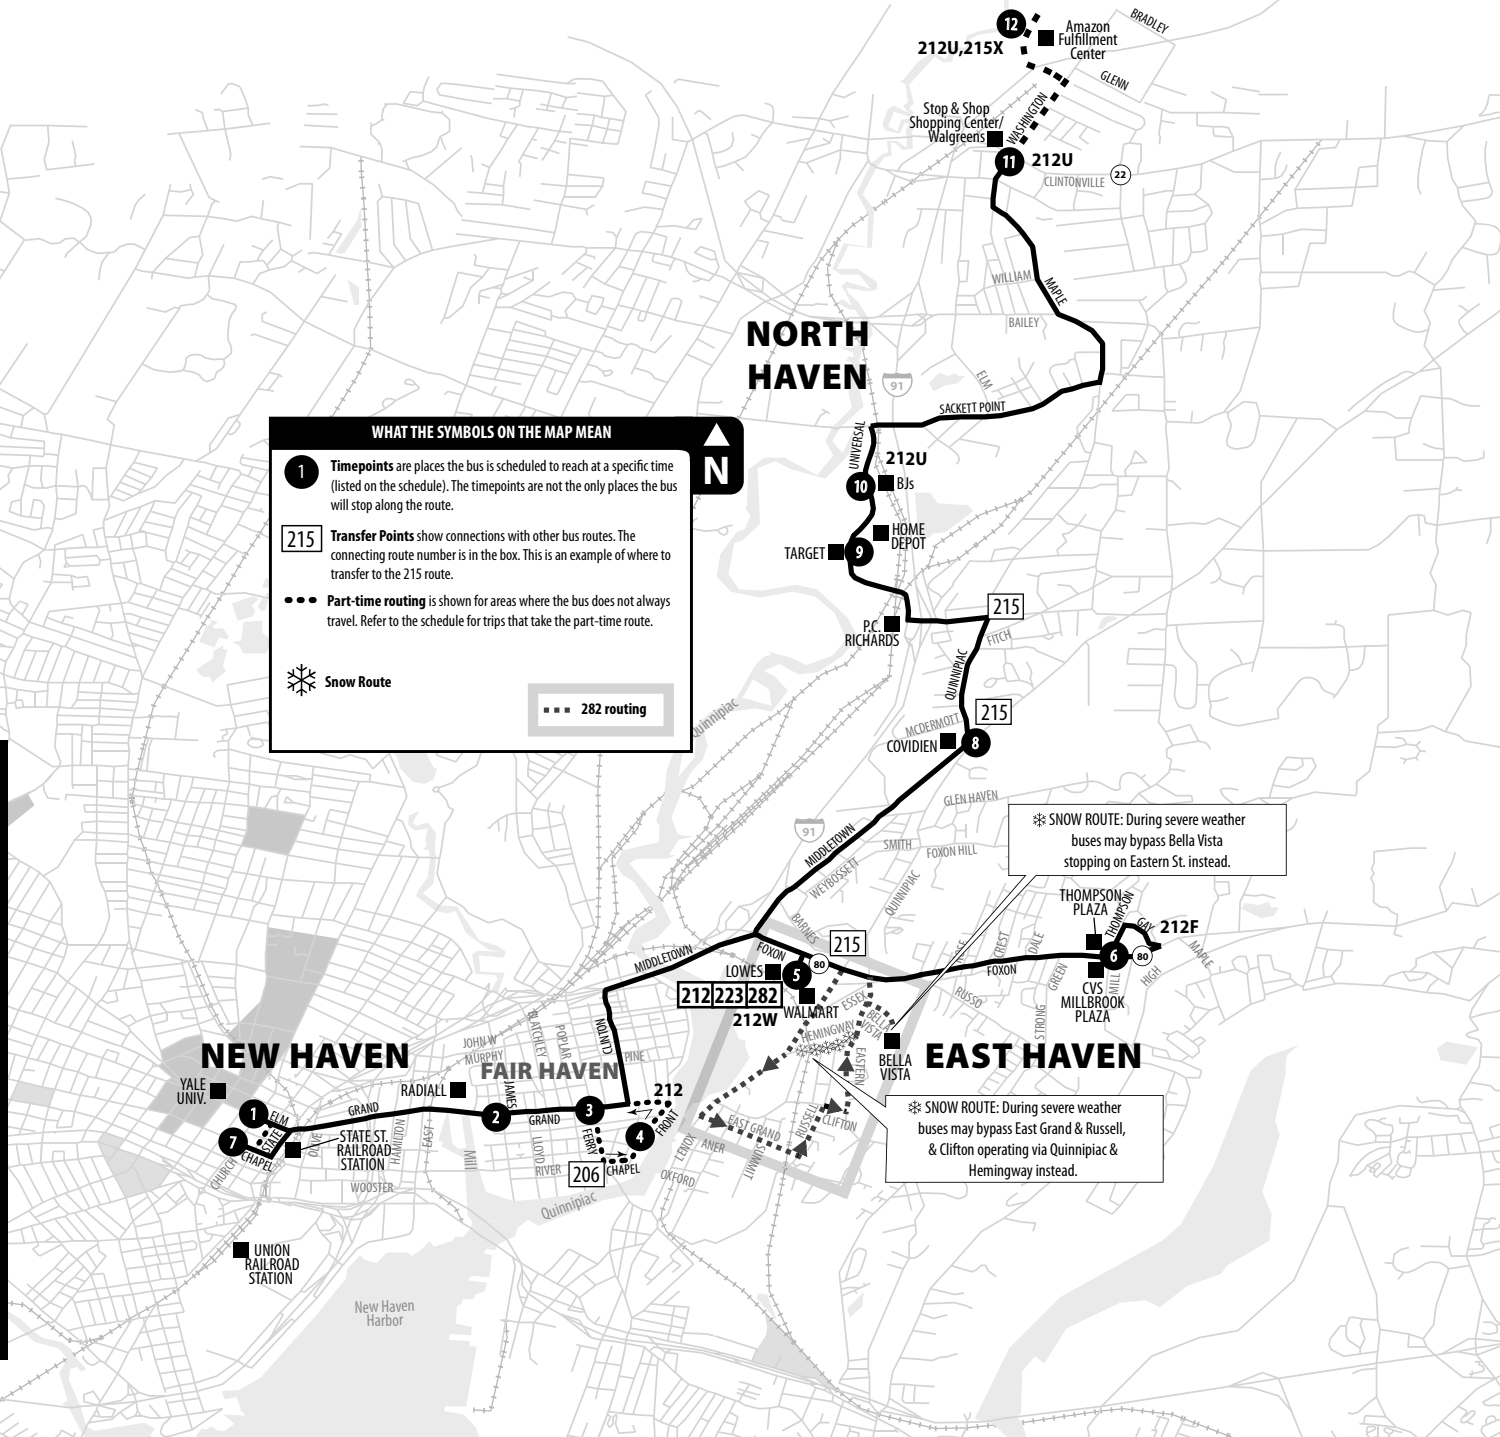 BRADLEY
12
Amazon
Fulfillment
Center
212U,215X
GLENN
Stop & Shop
Shopping Center/
Walgreens
WASHINGTON
11
212U
CLINTONVILLE
22
WILLIAM
MAPLE
BAILEY
NORTH
HAVEN
91
ELM
SACKETT POINT
UNIVERSAL
212U
10
BJs
HOME
DEPOT
TARGET
9
215
P.C.
RICHARDS
FITCH
QUINNIPIAC
215
MCDERMOTT
COVIDIEN
8
WHAT THE SYMBOLS ON THE MAP MEAN
N
1
Timepoints are places the bus is scheduled to reach at a specific time
(listed on the schedule). The timepoints are not the only places the bus
will stop along the route.
215
Transfer Points show connections with other bus routes. The
connecting route number is in the box. This is an example of where to
transfer to the 215 route.
Part-time routing is shown for areas where the bus does not always
travel. Refer to the schedule for trips that take the part-time route.
Snow Route
282 routing
Quinnipiac
GLEN HAVEN
91
MIDDLETOWN
SMITH
FOXON HILL
WEYBOSSETT
QUINNIPIAC
SNOW ROUTE: During severe weather
buses may bypass Bella Vista
stopping on Eastern St. instead.
THOMPSON
PLAZA
THOMPSON
GAY
212F
BARNES
215
MIDDLETOWN
FOXON
80
LOWES
5
212 223 282
212W
WALMART
CREST
DALE
FOXON
GREEN
6
80
MILL
HIGH
MAPLE
CVS
MILLBROOK
PLAZA
RUSSO
STRONG
ESSEX
BELLA
VISTA
HEMINGWAY
EASTERN
BELLA
VISTA
EAST HAVEN
NEW HAVEN
JOHN W
MURPHY
BLATCHLEY
POPLAR
CLINTON
PINE
FAIR HAVEN
YALE
UNIV.
RADIALL
JAMES
212
1
ELM
GRAND
2
GRAND
3
FRONT
4
7
STATE
CHAPEL
CHURCH
OLIVE
STATE ST.
RAILROAD
STATION
HAMILTON
EAST
Mill
LLOYD
RIVER
FERRY
206
CHAPEL
WOOSTER
Quinnipiac
LENOX
EAST GRAND
ANER
OXFORD
SUMMIT
RUSSELL
CLIFTON
SNOW ROUTE: During severe weather
buses may bypass East Grand & Russell,
& Clifton operating via Quinnipiac &
Hemingway instead.
UNION
RAILROAD
STATION
New Haven
Harbor